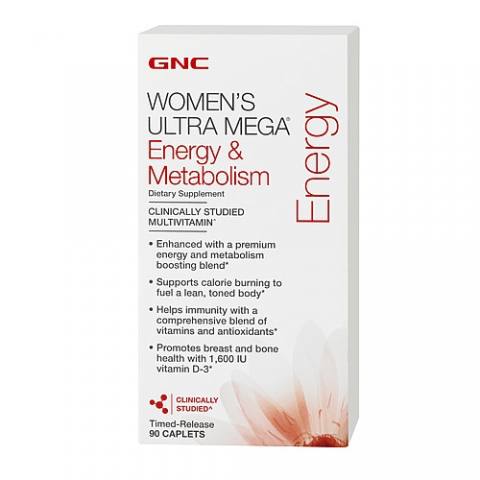 GNC
WOMEN'S
ULTRA MEGA®
Energy &
Metabolism
Dietary Supplement
CLINICALLY STUDIED
MULTIVITAMIN^
• Enhanced with a premium
energy and metabolism
boosting blend*
• Supports calorie burning to
fuel a lean, toned body*
• Helps immunity with a
comprehensive blend of
vitamins and antioxidants*
• Promotes breast and bone
health with 1,600 IU
vitamin D-3*
CLINICALLY
STUDIED^
Timed-Release
90 CAPLETS
Energy